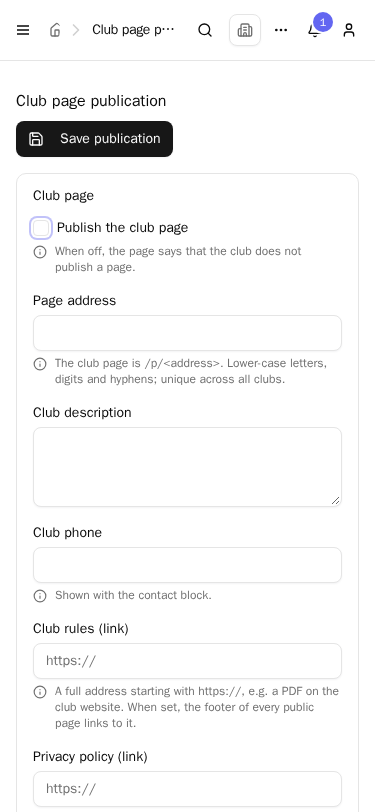 Club page p···
1
Club page publication
Save publication
Club page
Publish the club page
When off, the page says that the club does not
publish a page.
Page address
The club page is /p/<address>. Lower-case letters,
digits and hyphens; unique across all clubs.
Club description
Club phone
Shown with the contact block.
Club rules (link)
https://
A full address starting with https://, e.g. a PDF on the
club website. When set, the footer of every public
page links to it.
Privacy policy (link)
https://